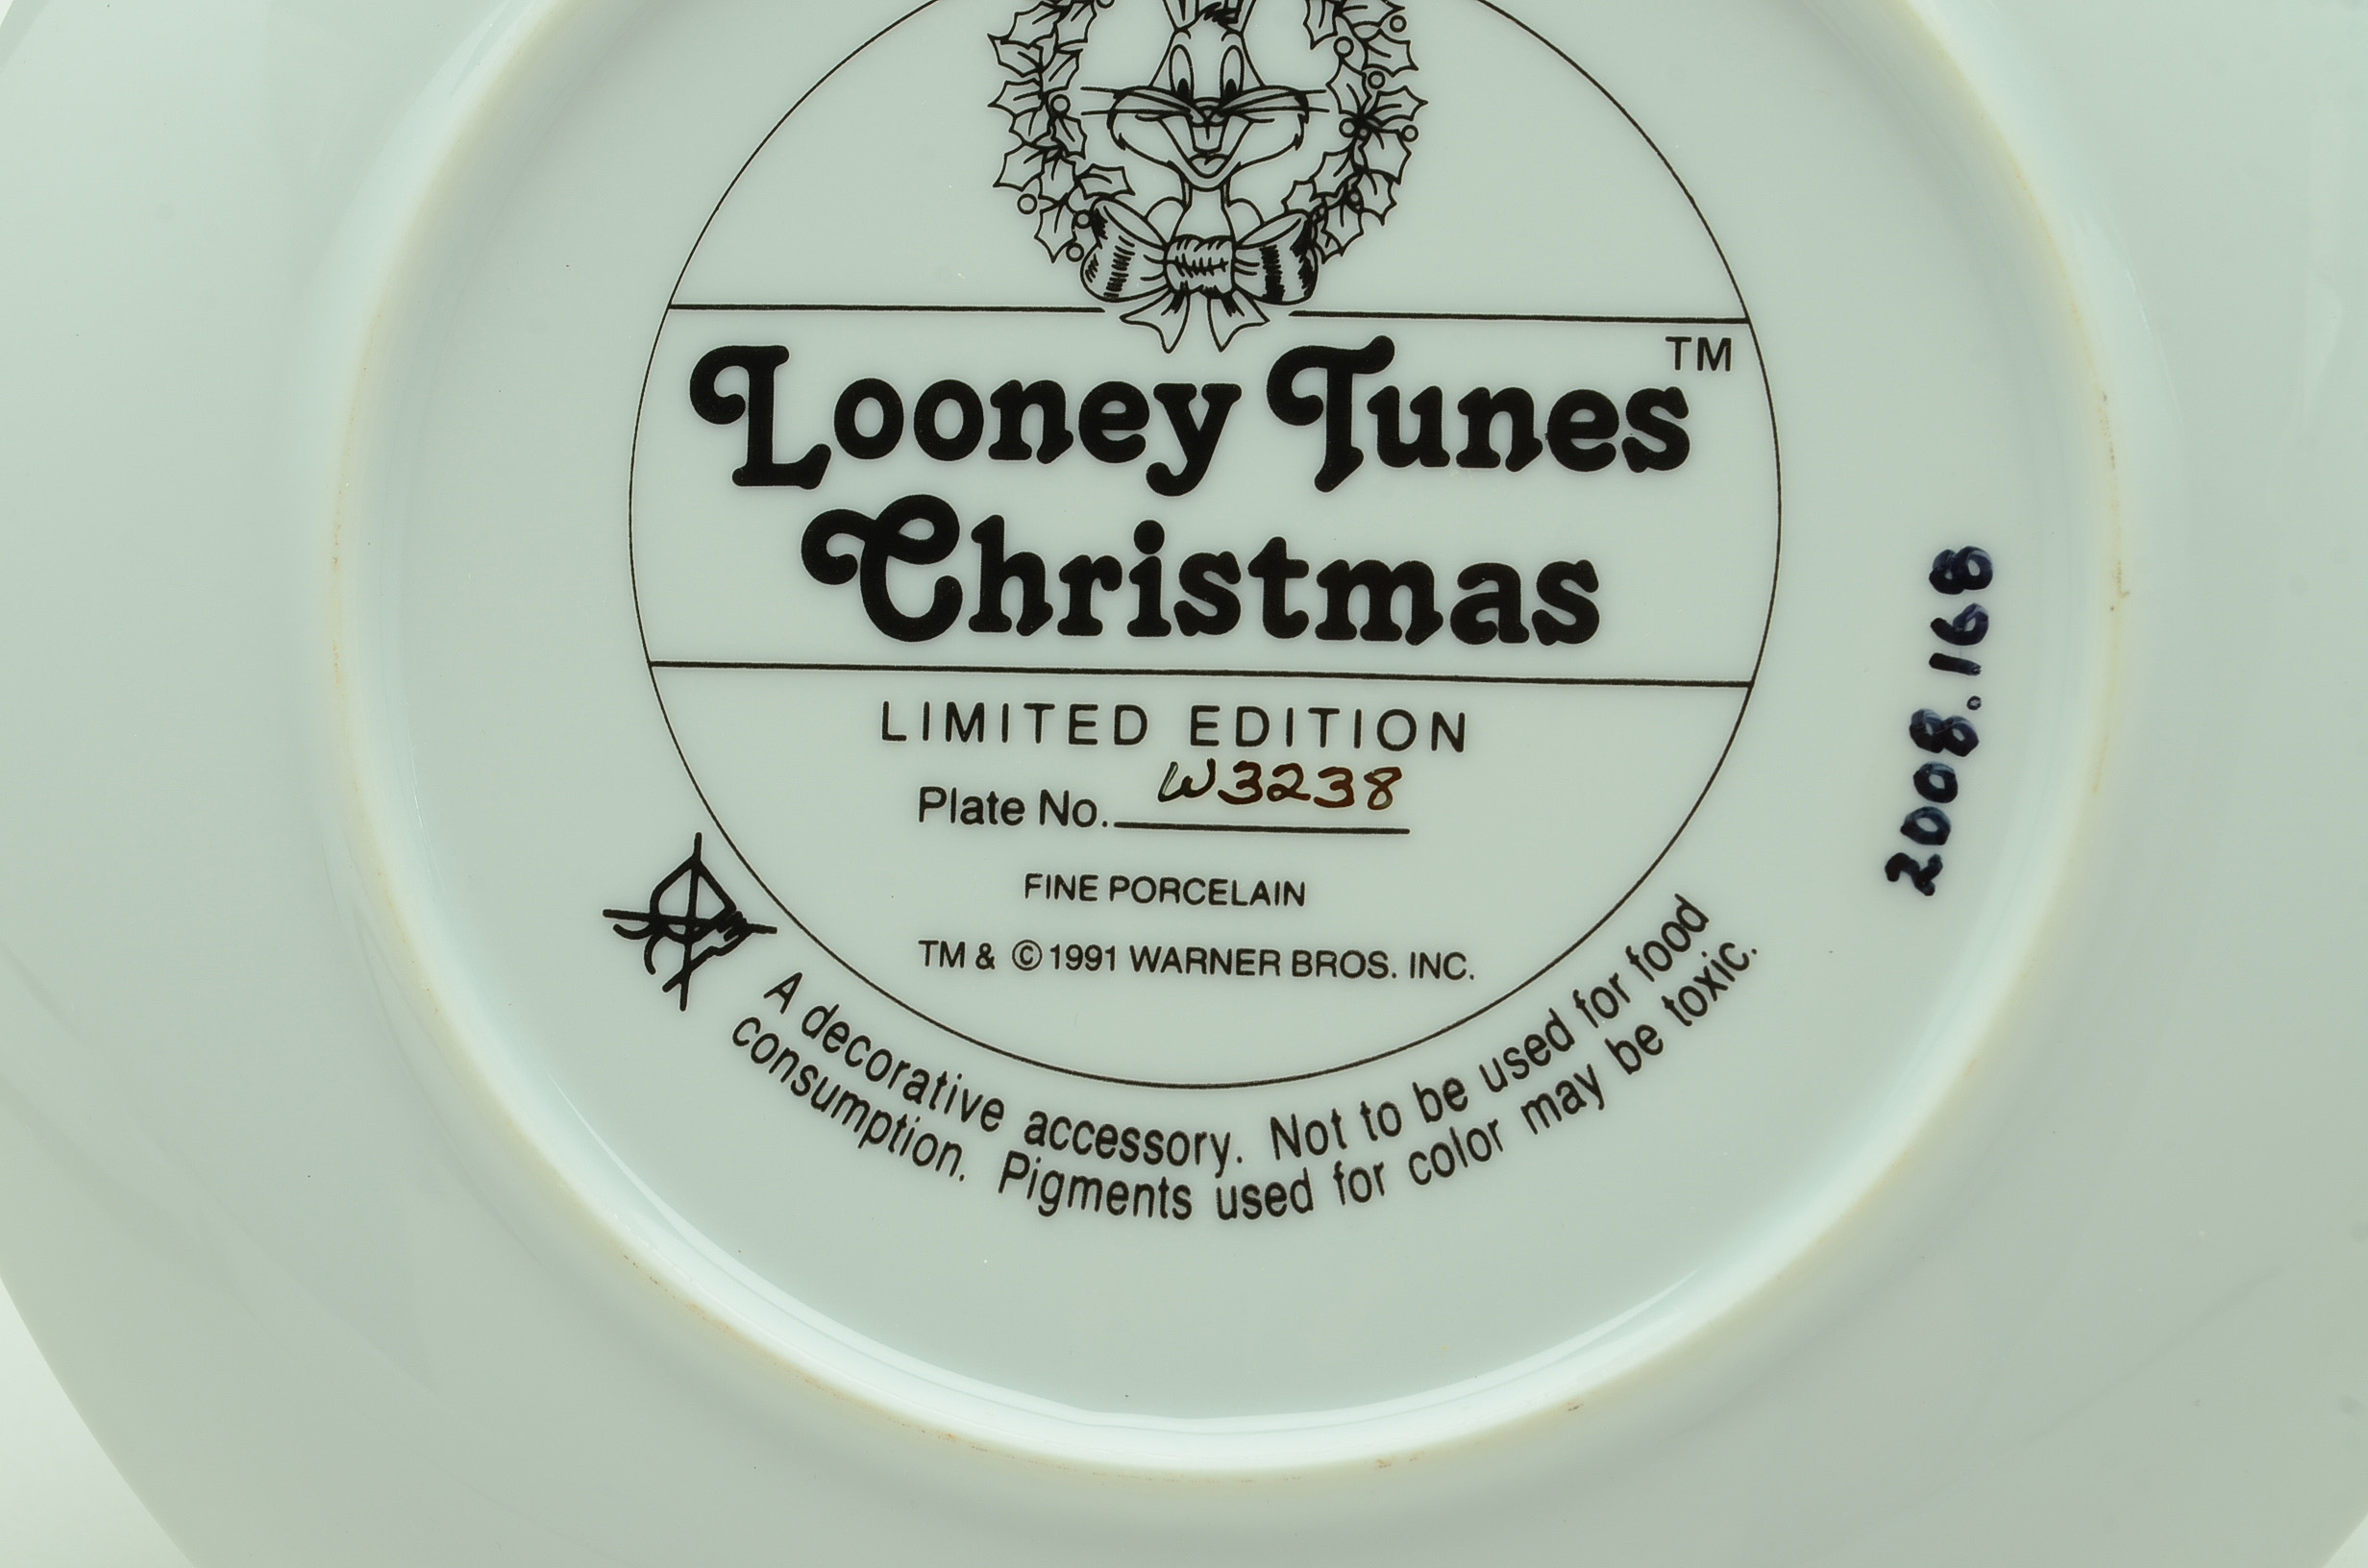 Looney Tunes™
Christmas
LIMITED EDITION
Plate No. W3238
FINE PORCELAIN
TM & © 1991 WARNER BROS. INC.
A decorative accessory. Not to be used for food
consumption. Pigments used for color may be toxic.
2008.168